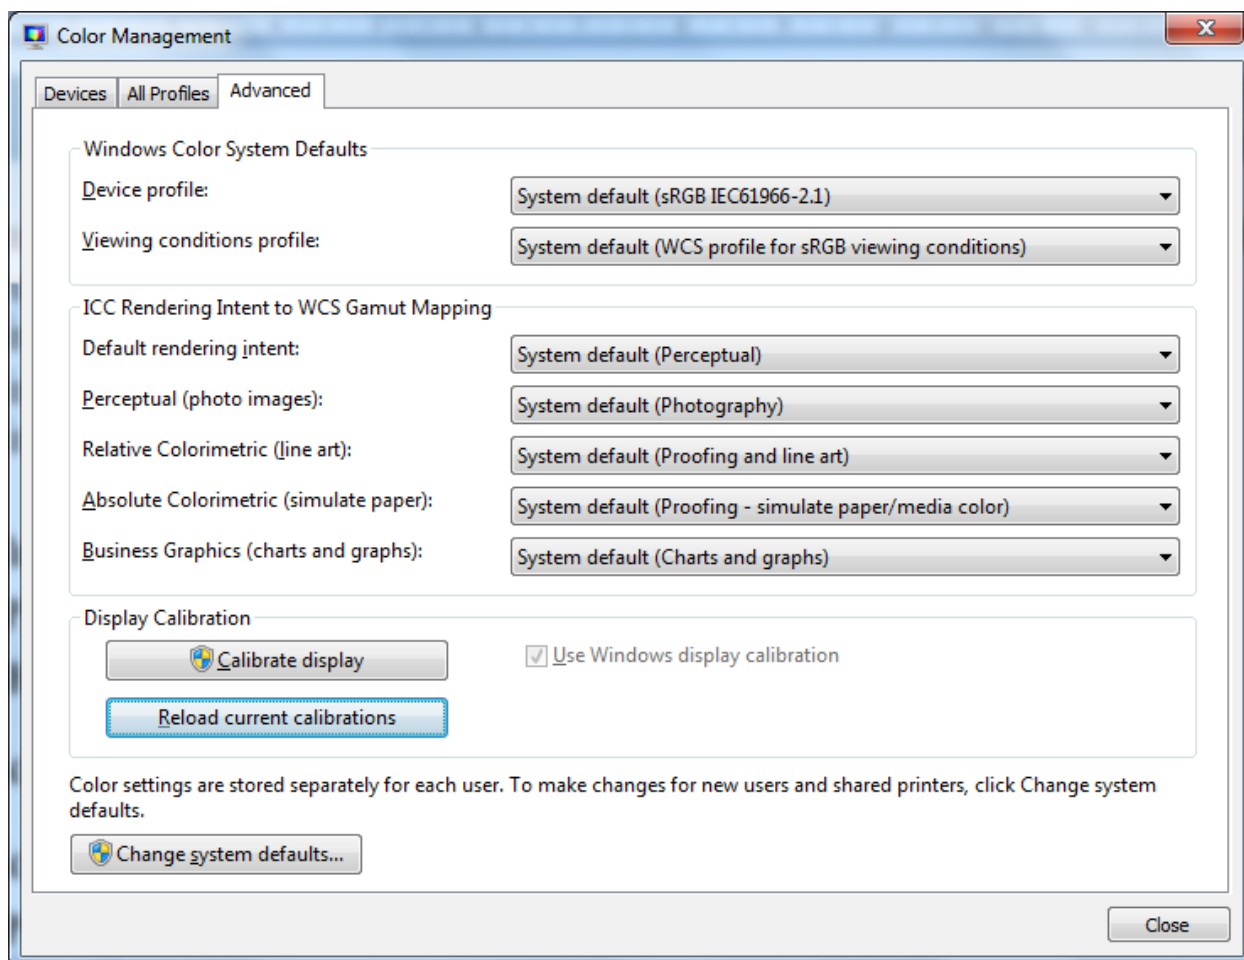 Color Management
Devices All Profiles Advanced
Windows Color System Defaults
Device profile: System default (sRGB IEC61966-2.1)
Viewing conditions profile: System default (WCS profile for sRGB viewing conditions)
ICC Rendering Intent to WCS Gamut Mapping
Default rendering intent: System default (Perceptual)
Perceptual (photo images): System default (Photography)
Relative Colorimetric (line art): System default (Proofing and line art)
Absolute Colorimetric (simulate paper): System default (Proofing - simulate paper/media color)
Business Graphics (charts and graphs): System default (Charts and graphs)
Display Calibration
Calibrate display Use Windows display calibration
Reload current calibrations
Color settings are stored separately for each user. To make changes for new users and shared printers, click Change system
defaults.
Change system defaults...
Close